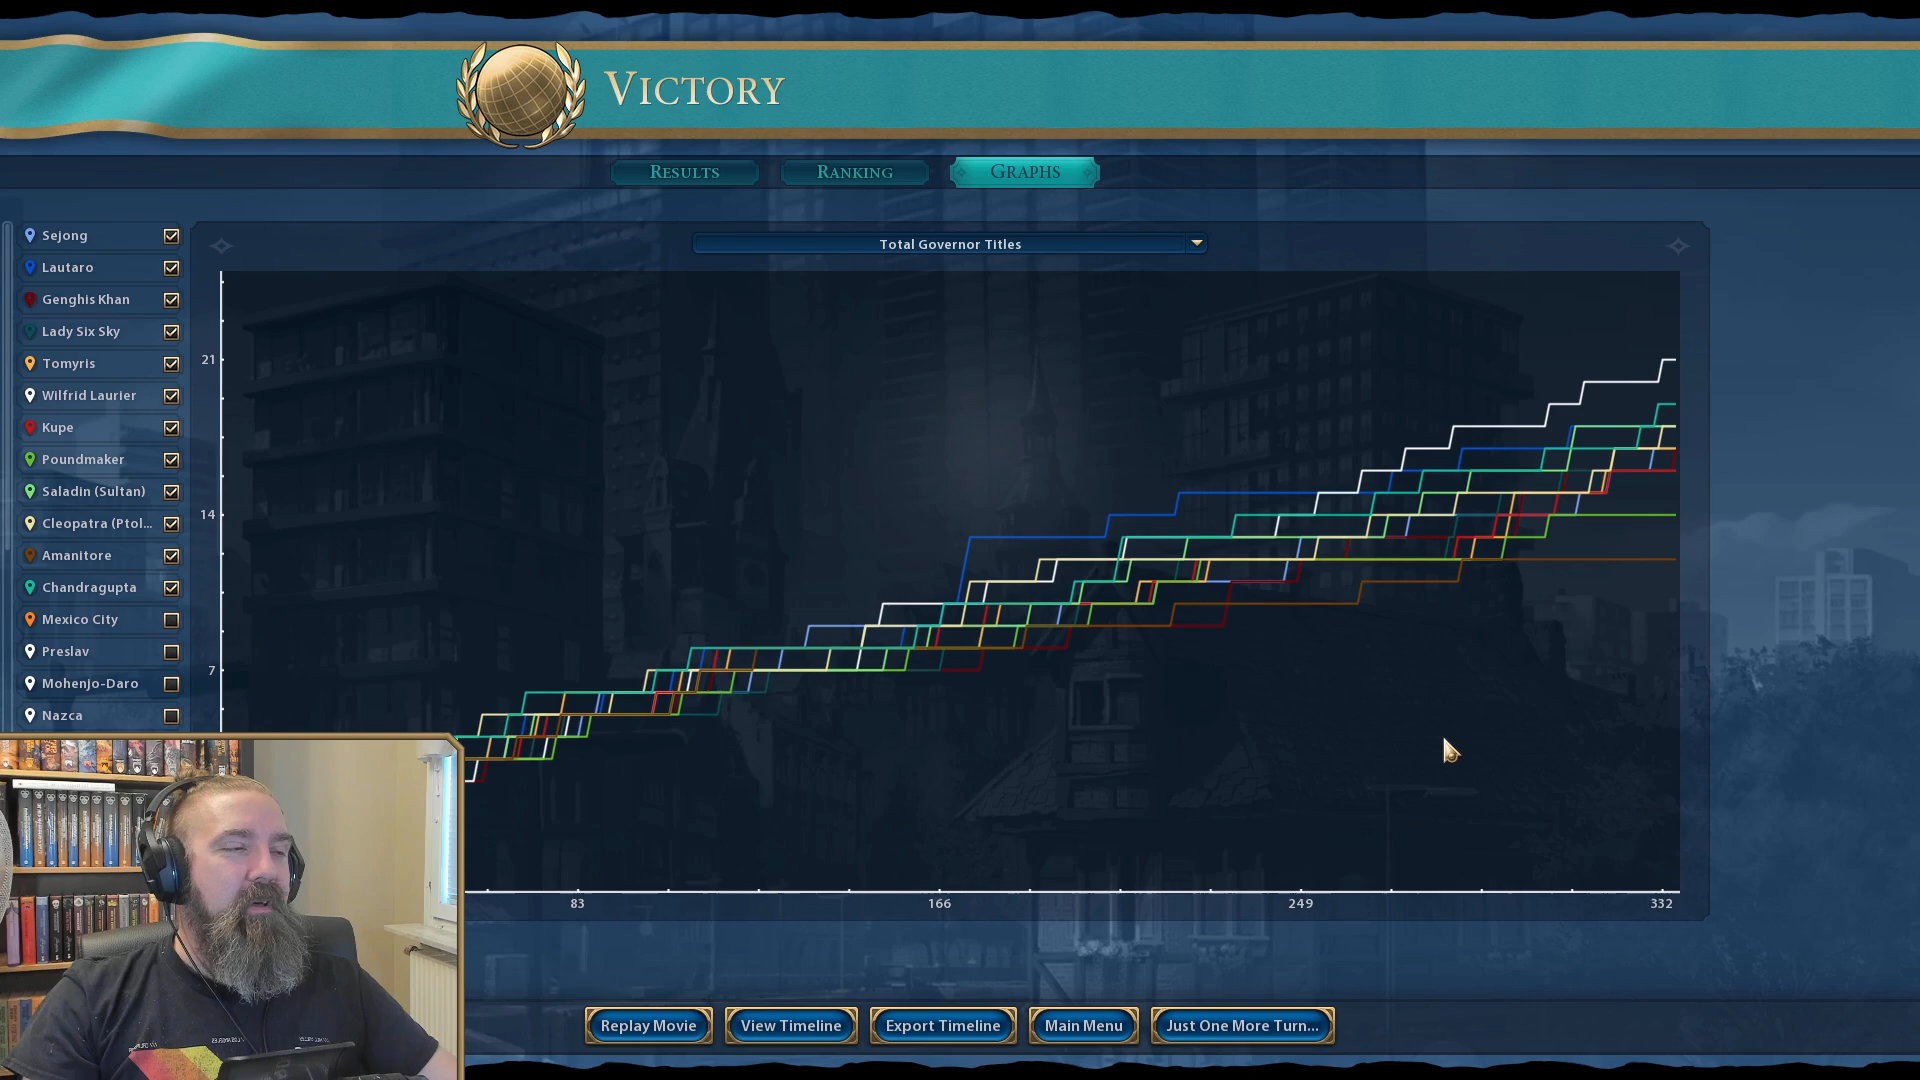 VICTORY
RESULTS
RANKING
GRAPHS
Sejong
Lautaro
Genghis Khan
Lady Six Sky
Tomyris
Wilfrid Laurier
Kupe
Poundmaker
Saladin (Sultan)
Cleopatra (Ptol...
Amanitore
Chandragupta
Mexico City
Preslav
Mohenjo-Daro
Nazca
Total Governor Titles
21
14
7
83
166
249
332
Replay Movie
View Timeline
Export Timeline
Main Menu
Just One More Turn...